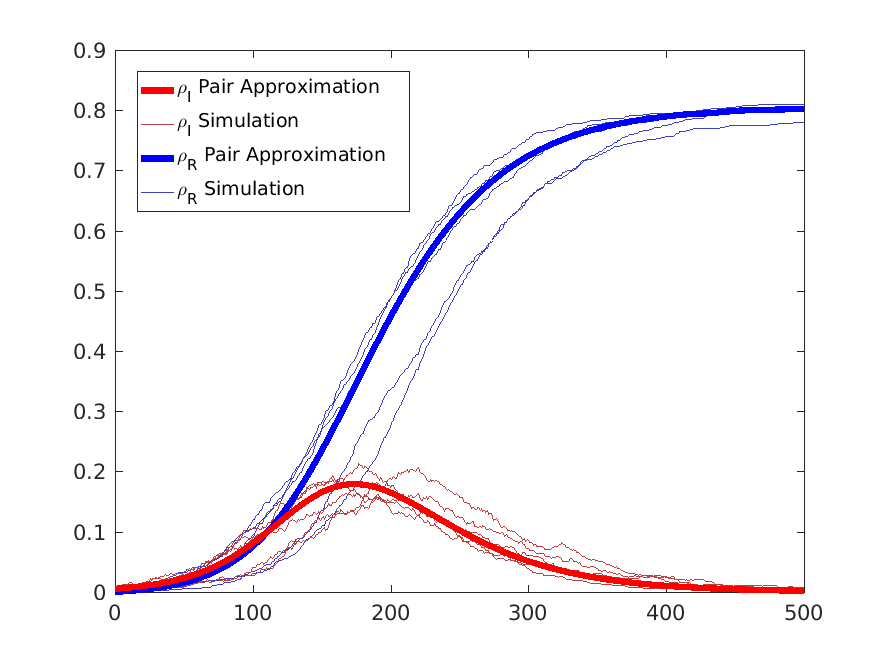 0.9
ρI Pair Approximation
ρI Simulation
ρR Pair Approximation
ρR Simulation
0.8
0.7
0.6
0.5
0.4
0.3
0.2
0.1
0
0 100 200 300 400 500